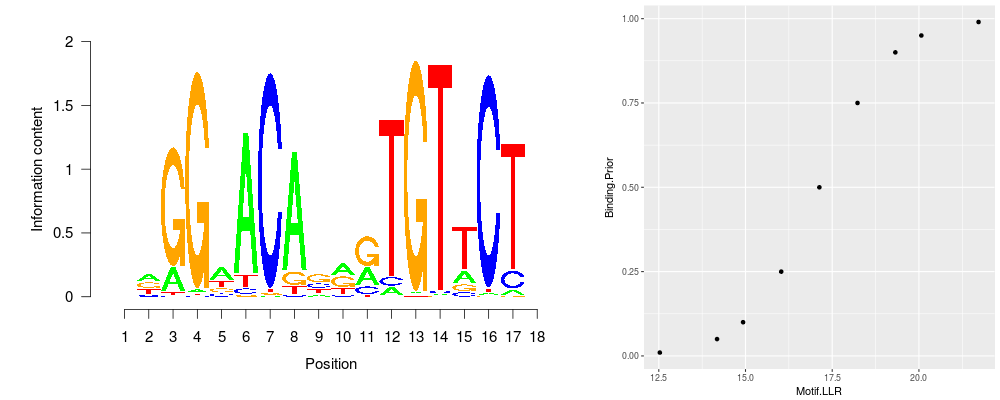 Information content
2
1.5
1
0.5
0
1 2 3 4 5 6 7 8 9 10 11 12 13 14 15 16 17 18
Position
G G A C A G T G T T C T
Binding.Prior
1.00
0.75
0.50
0.25
0.00
12.5 15.0 17.5 20.0
Motif.LLR